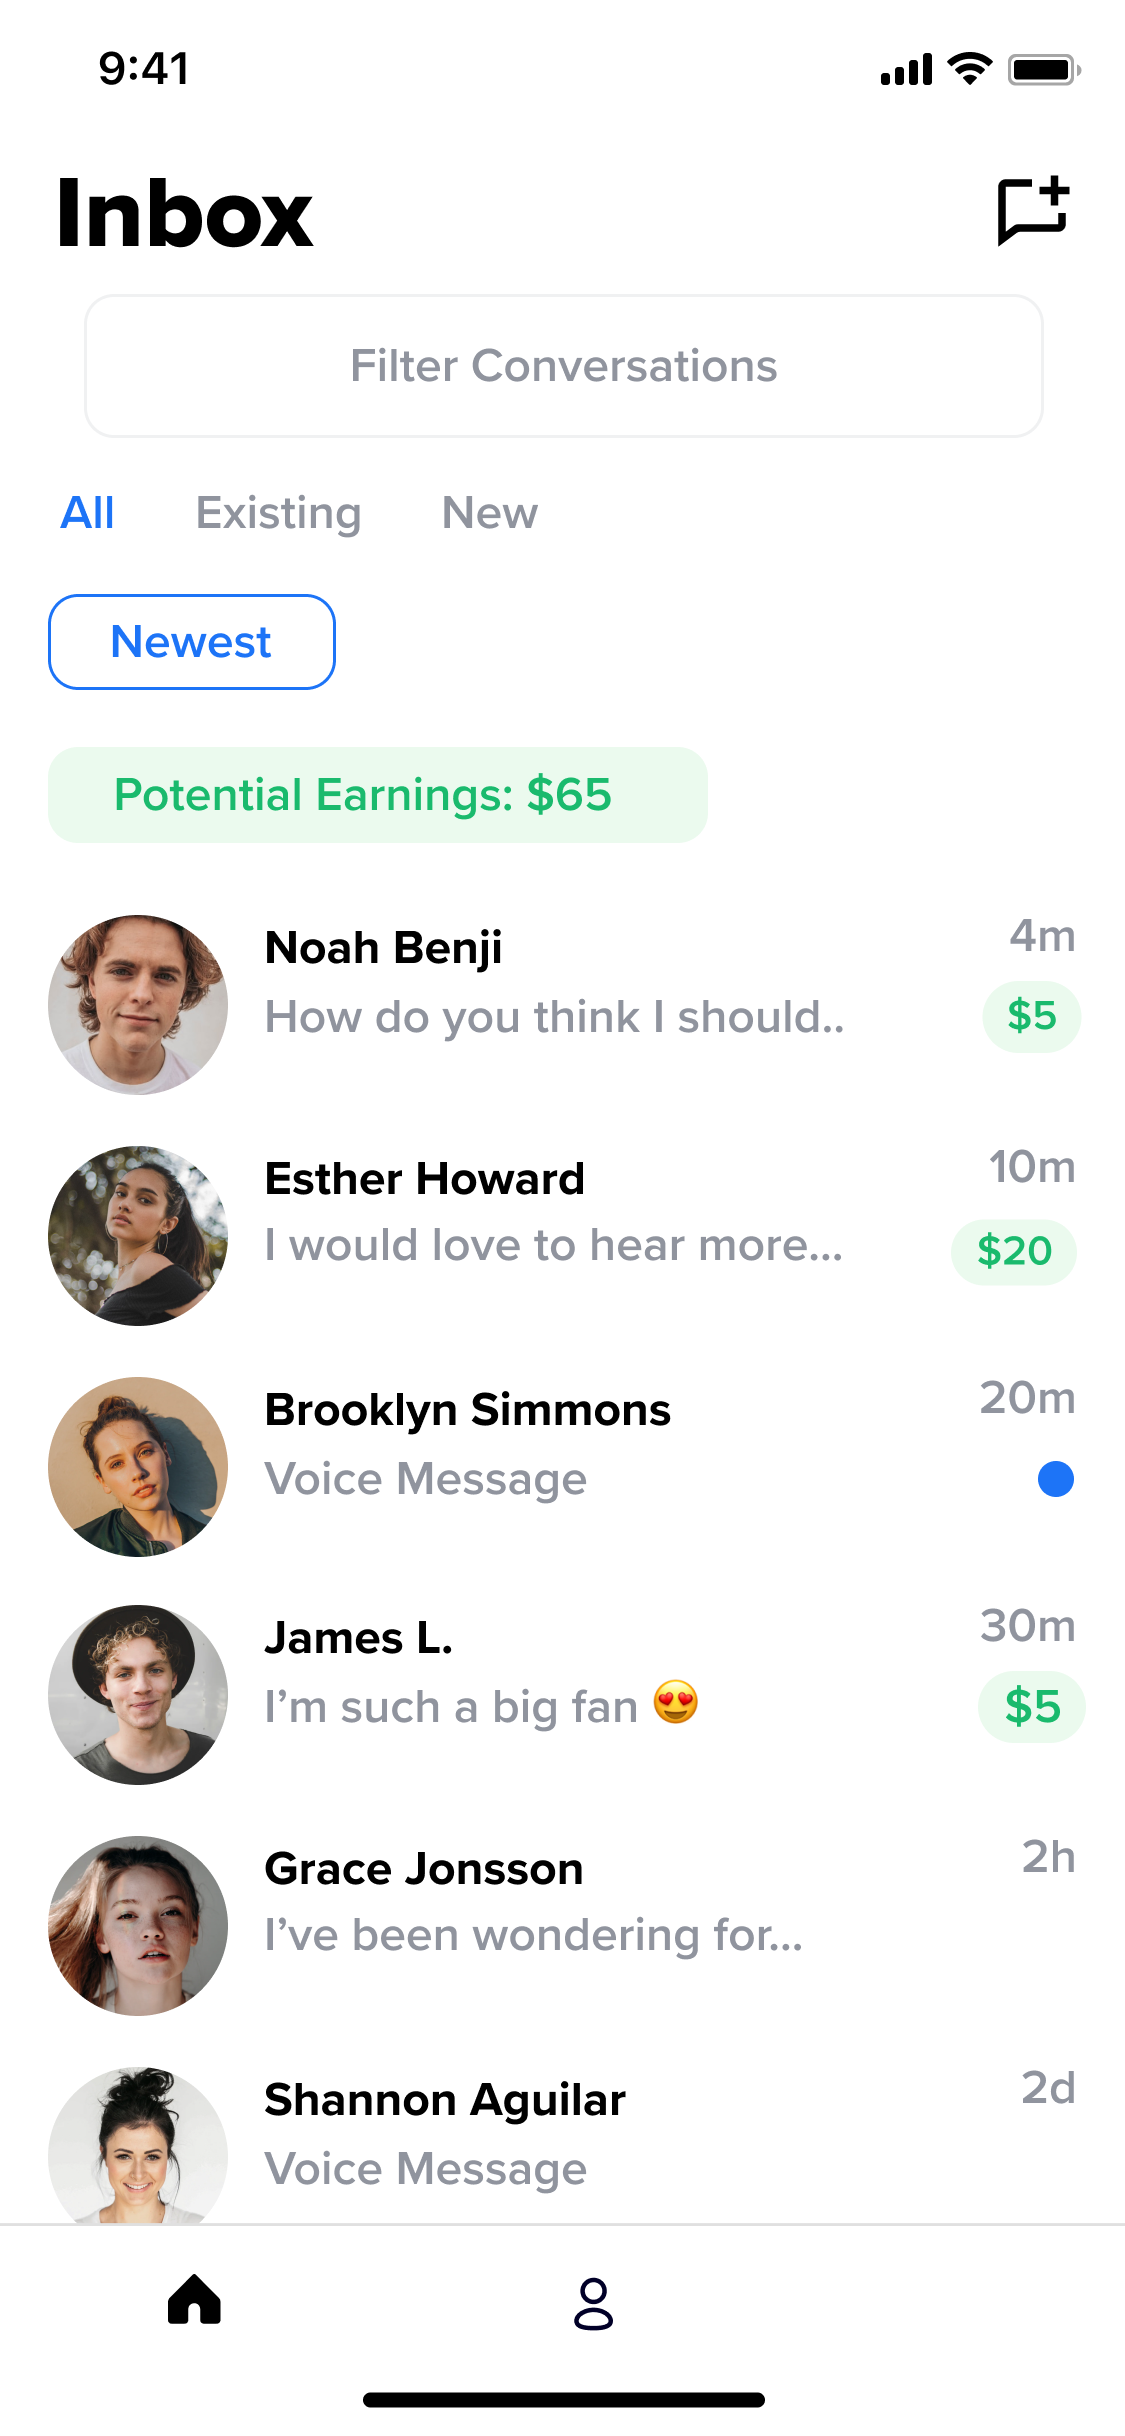 9:41
Inbox
Filter Conversations
All Existing New
Newest
Potential Earnings: $65
Noah Benji 4m
How do you think I should.. $5
Esther Howard 10m
I would love to hear more... $20
Brooklyn Simmons 20m
Voice Message
James L. 30m
I’m such a big fan 😍 $5
Grace Jonsson 2h
I’ve been wondering for...
Shannon Aguilar 2d
Voice Message